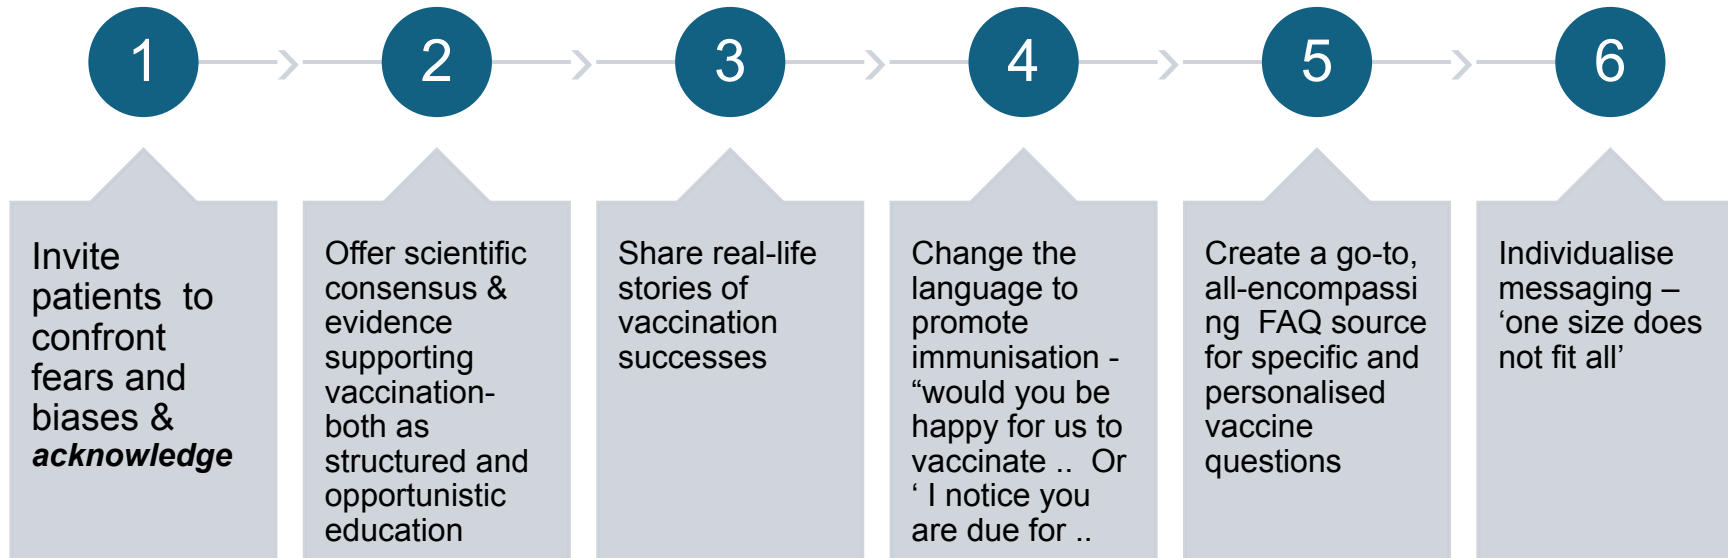 1
2
3
4
5
6
Invite
patients  to
confront
fears and
biases &
acknowledge
Offer scientific
consensus &
evidence
supporting
vaccination-
both as
structured and
opportunistic
education
Share real-life
stories of
vaccination
successes
Change the
language to
promote
immunisation -
“would you be
happy for us to
vaccinate ..  Or
‘ I notice you
are due for ..
Create a go-to,
all-encompassi
ng  FAQ source
for specific and
personalised
vaccine
questions
Individualise
messaging –
‘one size does
not fit all’